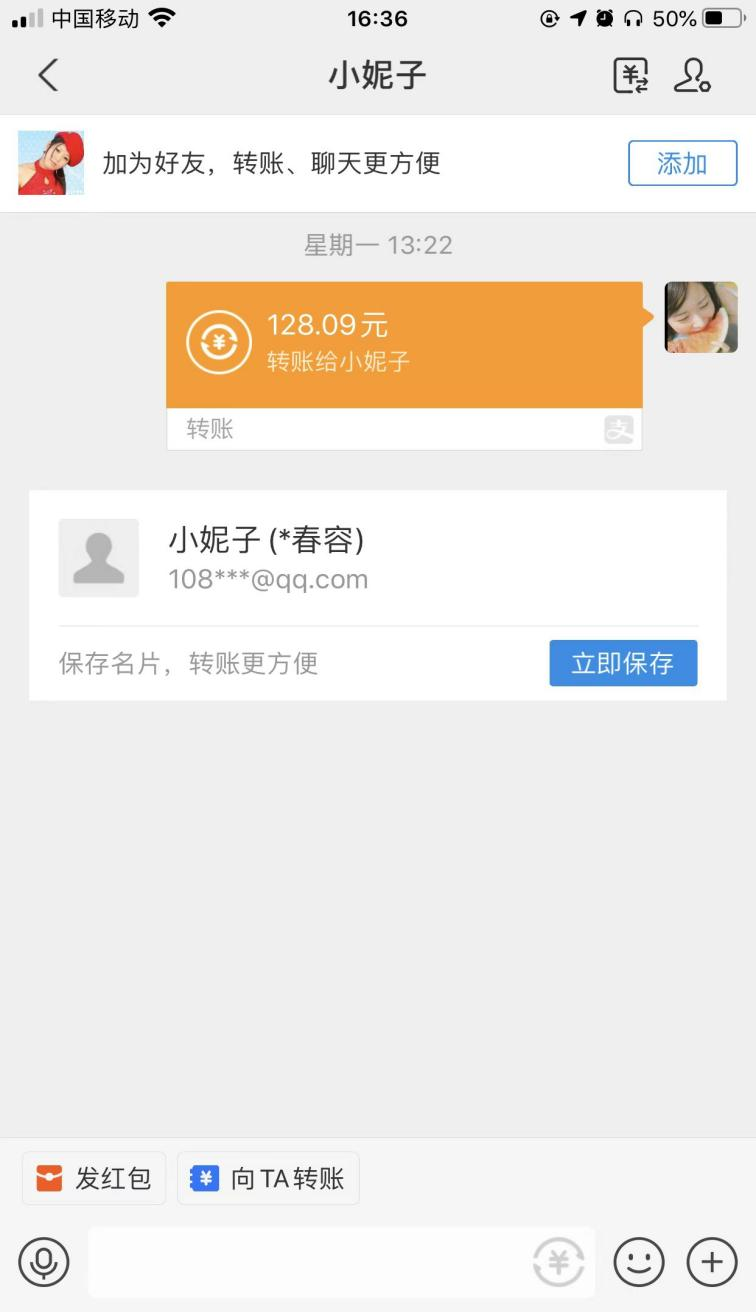 中国移动
16:36
50%
小妮子
加为好友，转账、聊天更方便
添加
星期一 13:22
128.09元
转账给小妮子
转账
支
小妮子 (*春容)
108***@qq.com
保存名片，转账更方便
立即保存
发红包
¥ 向TA转账
¥